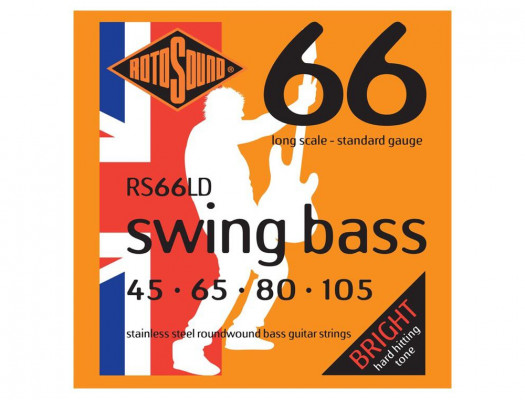 ROTOSOUND®
66
long scale - standard gauge
RS66LD
swing bass
45 · 65 · 80 · 105
stainless steel roundwound bass guitar strings
BRIGHT
hard hitting
tone